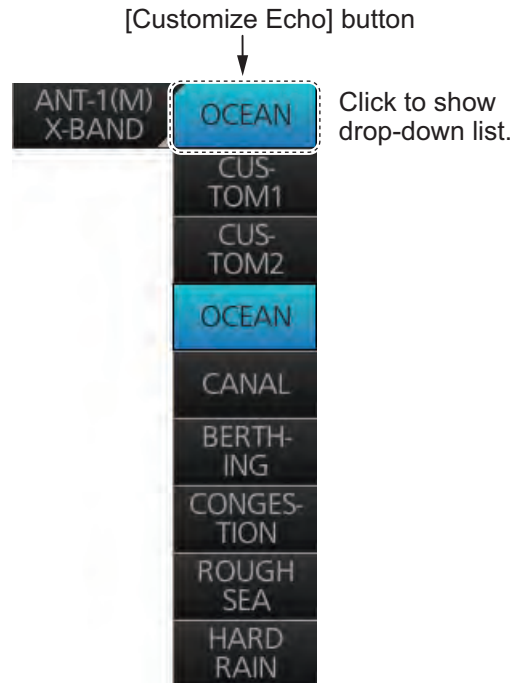 [Customize Echo] button
ANT-1(M)
X-BAND
OCEAN
Click to show
drop-down list.
CUS-
TOM1
CUS-
TOM2
OCEAN
CANAL
BERTH-
ING
CONGES-
TION
ROUGH
SEA
HARD
RAIN